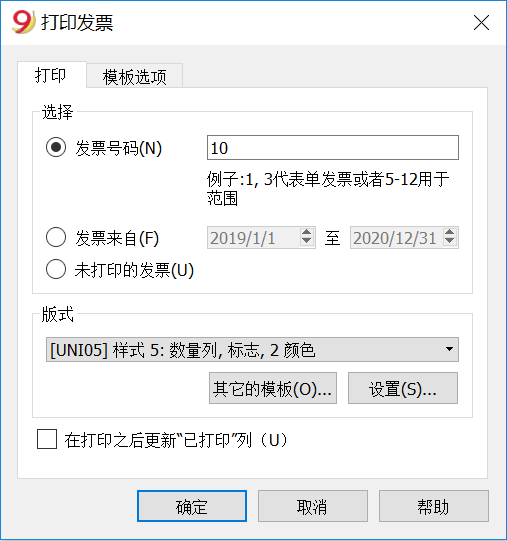 9 打印发票
打印 模板选项
选择
发票号码(N) 10
例子:1, 3代表单发票或者5-12用于
范围
发票来自(F) 2019/1/1 至 2020/12/31
未打印的发票(U)
版式
[UNI05] 样式 5: 数量列, 标志, 2 颜色
其它的模板(O)... 设置(S)...
在打印之后更新“已打印”列（U）
确定 取消 帮助